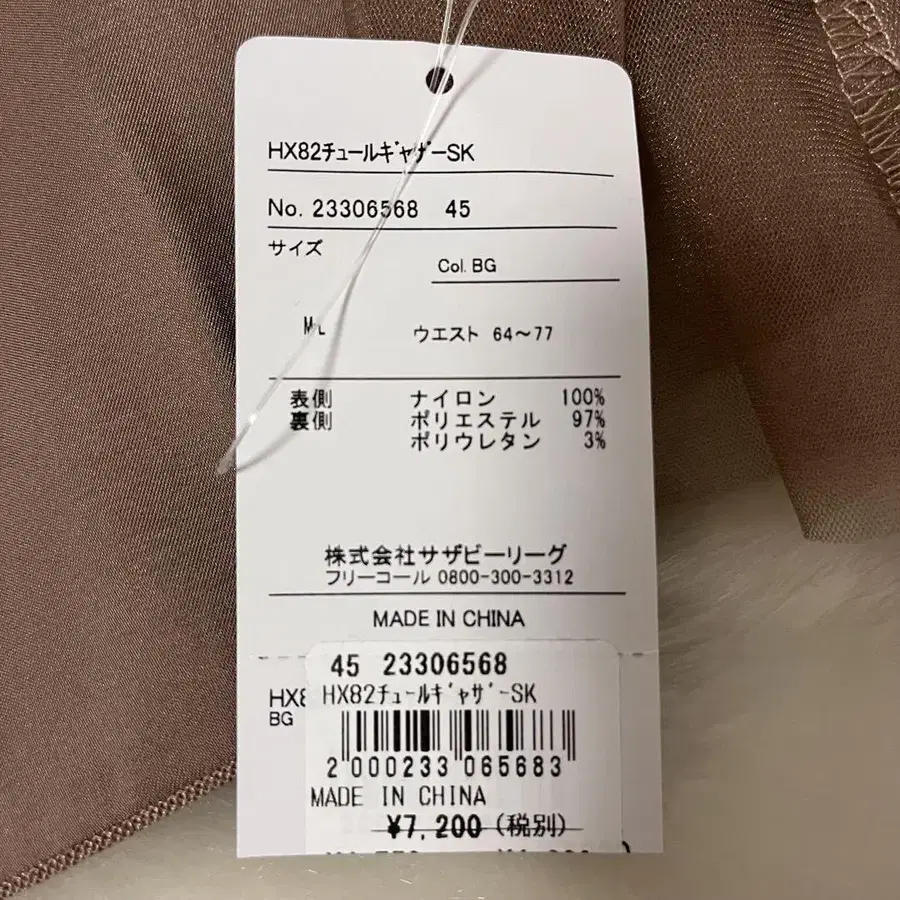 HX82チュールギャザーSK
No. 23306568 45
サイズ
Col. BG
ウエスト 64～77
表側 ナイロン 100%
裏側 ポリエステル 97%
ポリウレタン 3%
株式会社サザビーリーグ
フリーコール 0800-300-3312
MADE IN CHINA
45 23306568
HX8
BG
HX82チュールギャザーSK
2 000233 065683
MADE IN CHINA
¥7,200 (税別)